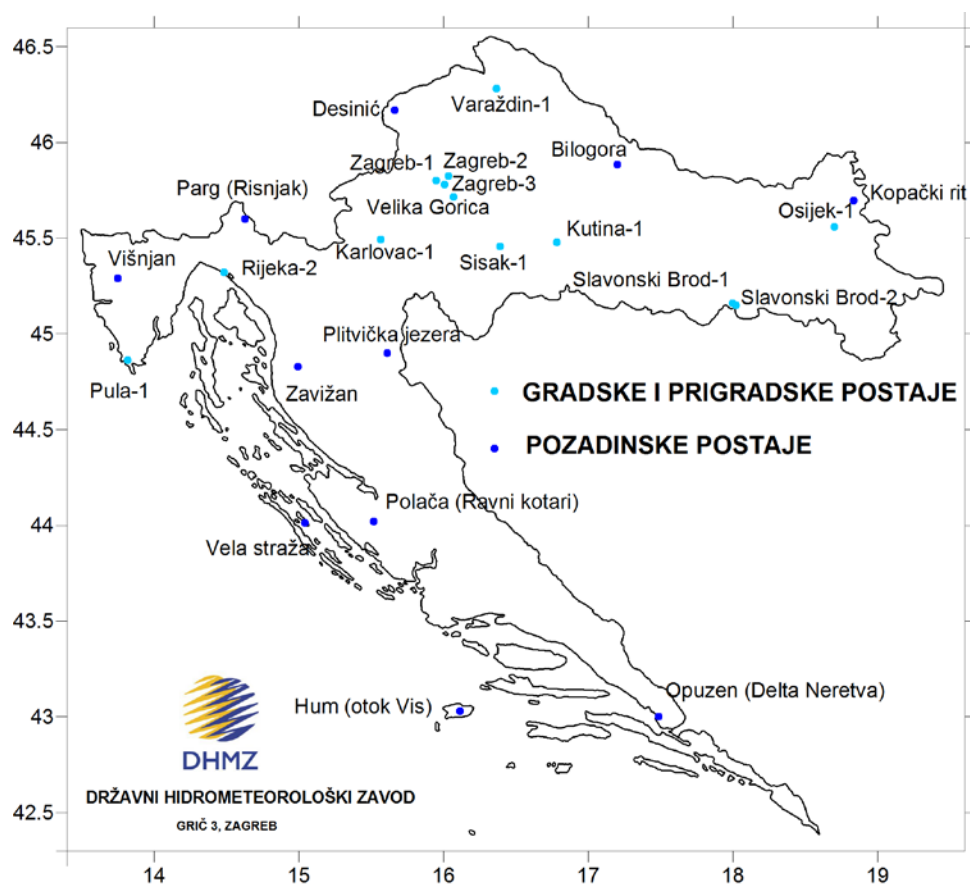 46.5
46
45.5
45
44.5
44
43.5
43
42.5
Desinić
Varaždin-1
Bilogora
Zagreb-1
Zagreb-2
Zagreb-3
Velika Gorica
Parg (Risnjak)
Kopački rit
Osijek-1
Karlovac-1
Sisak-1
Kutina-1
Višnjan
Rijeka-2
Slavonski Brod-1
Slavonski Brod-2
Plitvička jezera
Zavižan
Pula-1
GRADSKE I PRIGRADSKE POSTAJE
POZADINSKE POSTAJE
Polača (Ravni kotari)
Vela straža
Opuzen (Delta Neretva)
Hum (otok Vis)
DHMZ
DRŽAVNI HIDROMETEOROLOŠKI ZAVOD
GRIČ 3, ZAGREB
14
15
16
17
18
19